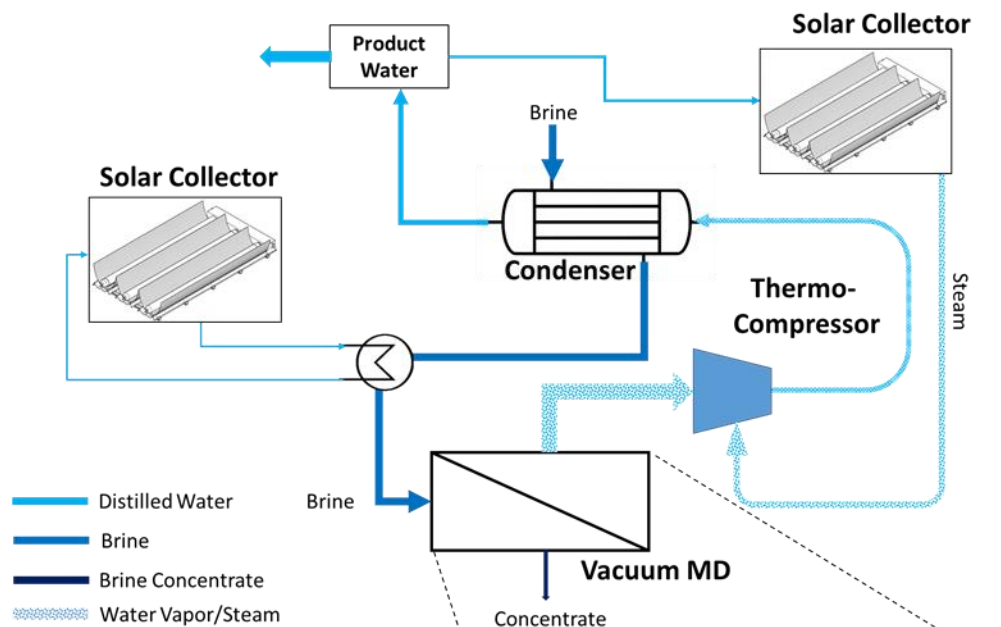 Solar Collector
Product
Water
Brine
Solar Collector
Condenser
Thermo-
Compressor
Steam
Brine
Vacuum MD
Concentrate
Distilled Water
Brine
Brine Concentrate
Water Vapor/Steam